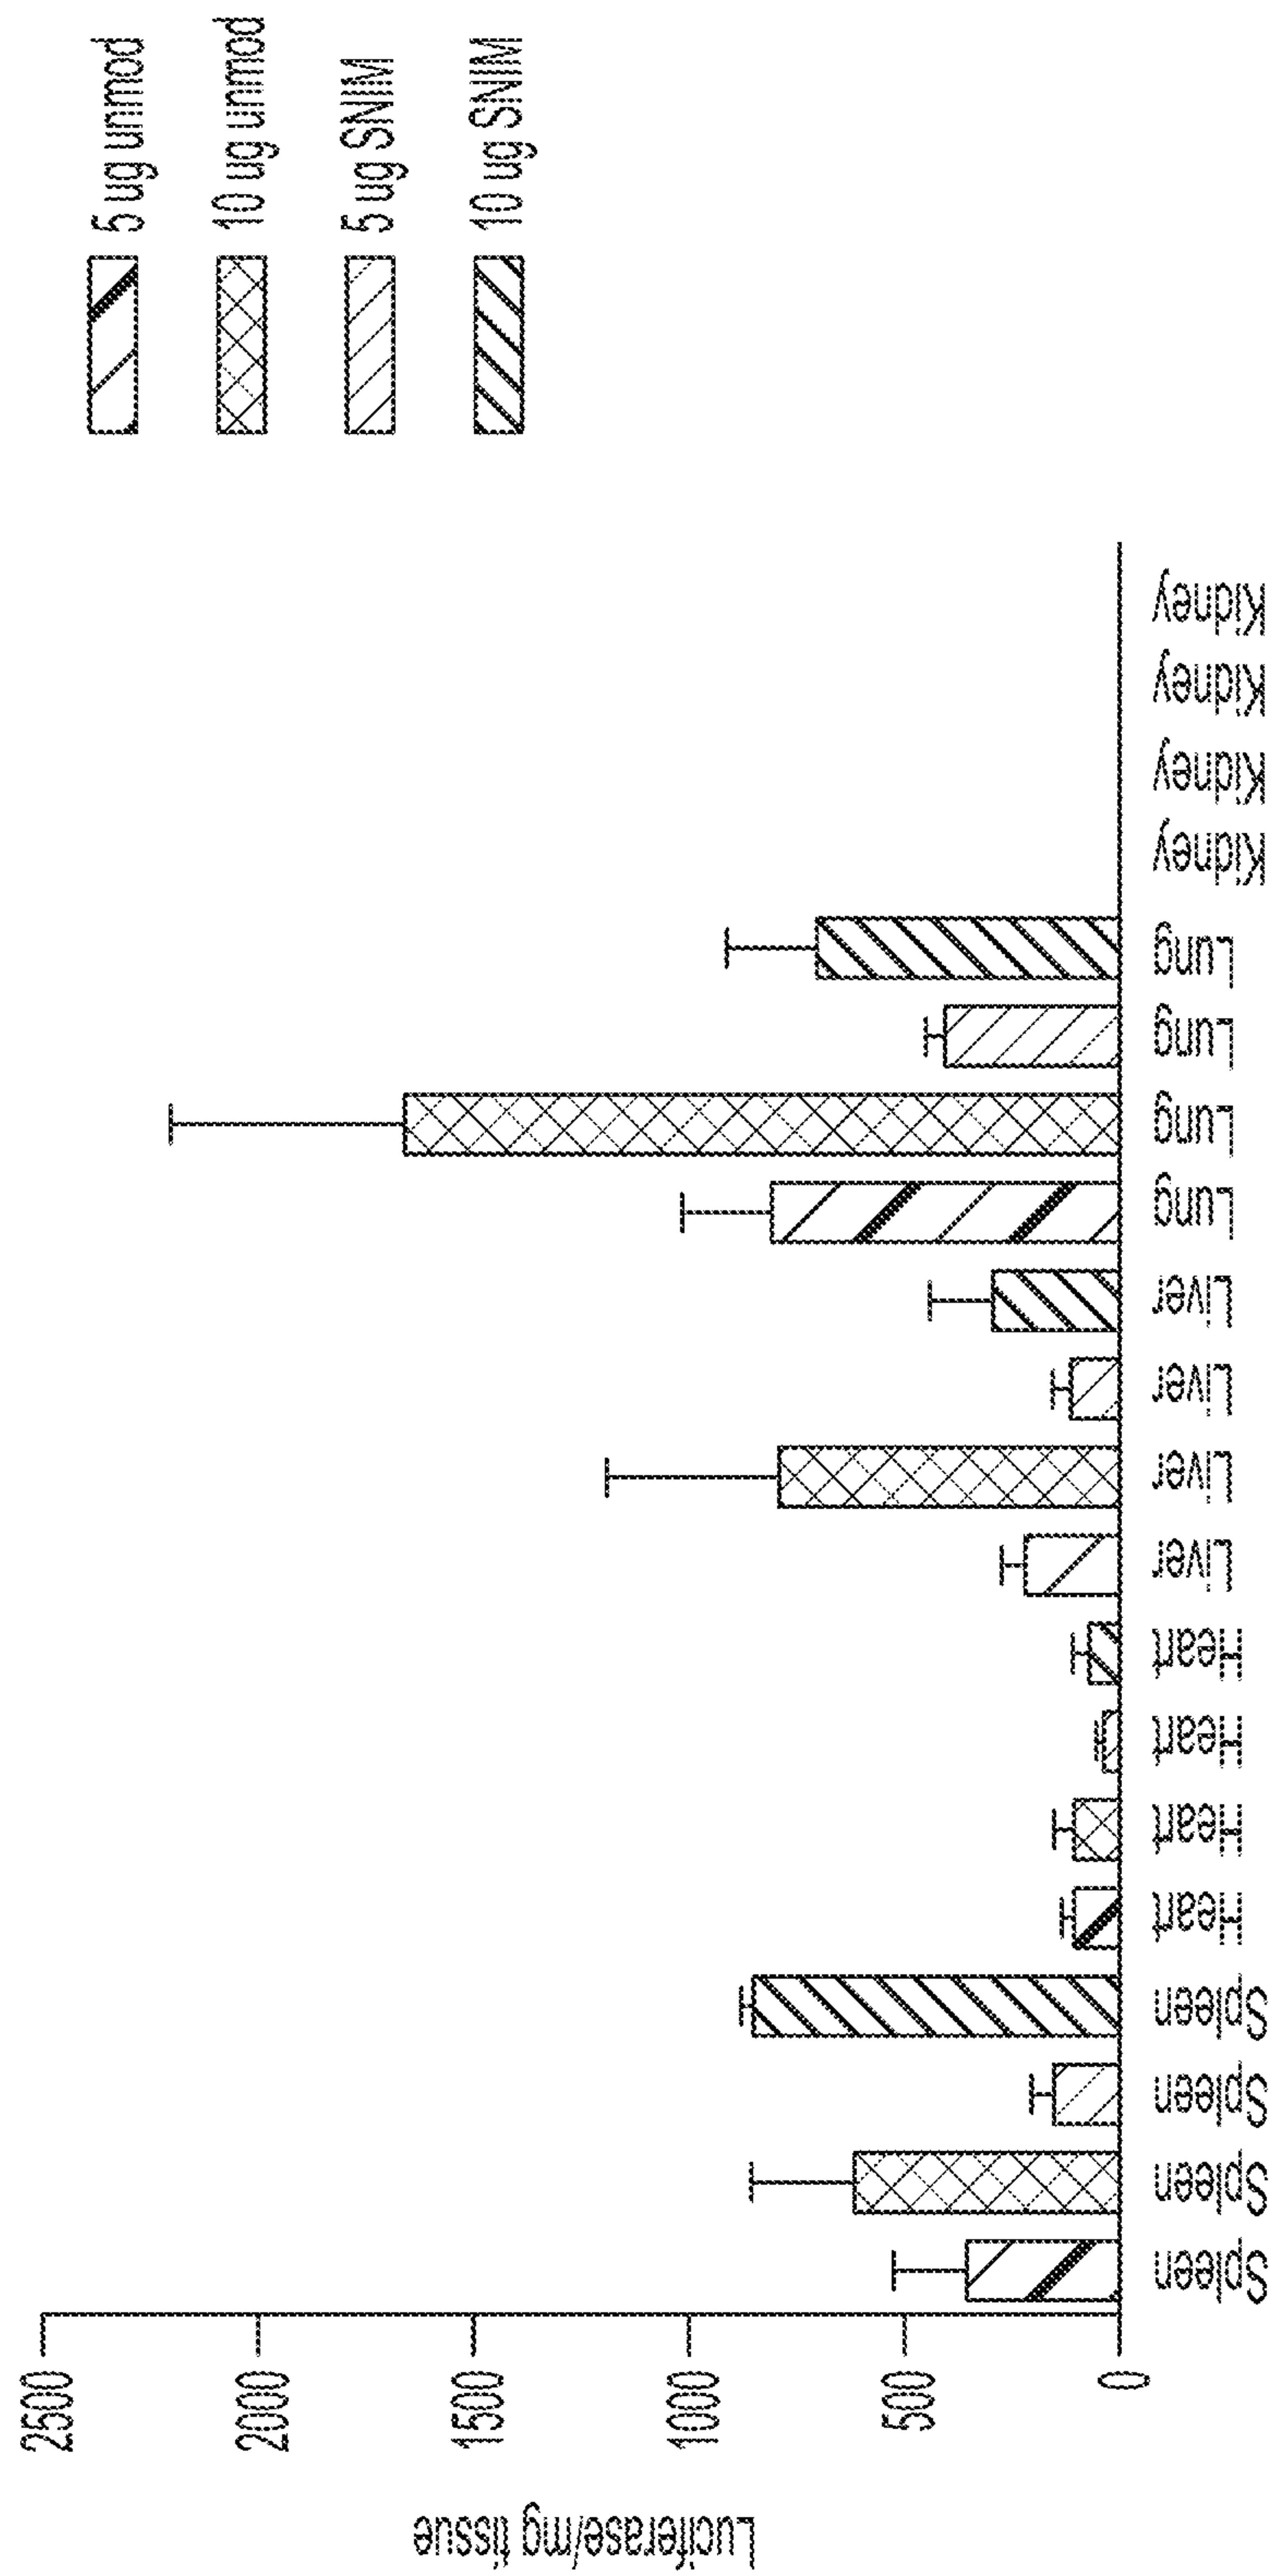 5 ug unmod
10 ug unmod
5 ug SNIM
10 ug SNIM
Luciferase/mg tissue
2500
2000
1500
1000
500
0
Spleen Spleen Spleen Spleen Heart Heart Heart Heart Liver Liver Liver Liver Lung Lung Lung Lung Kidney Kidney Kidney Kidney